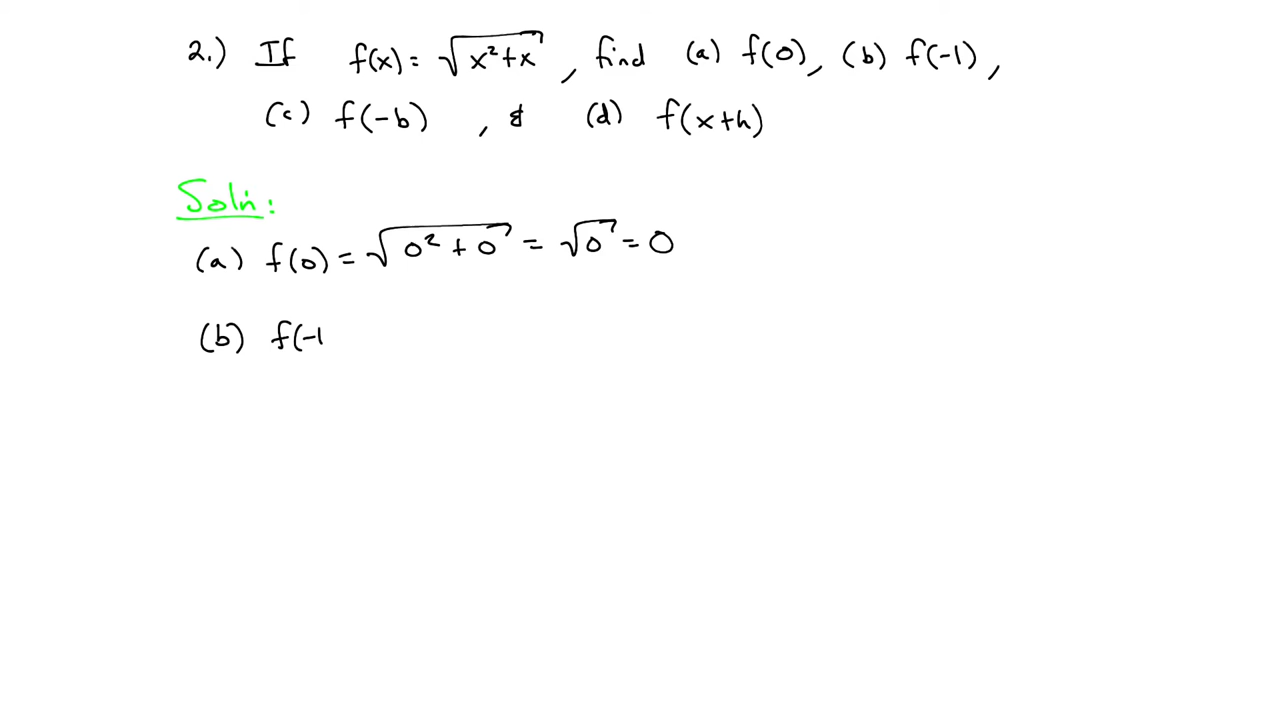 2.) If f(x) = √(x²+x) , find (a) f(0), (b) f(-1),
(c) f(-b) , & (d) f(x+h)
Soln:
(a) f(0) = √(0² + 0) = √0 = 0
(b) f(-1